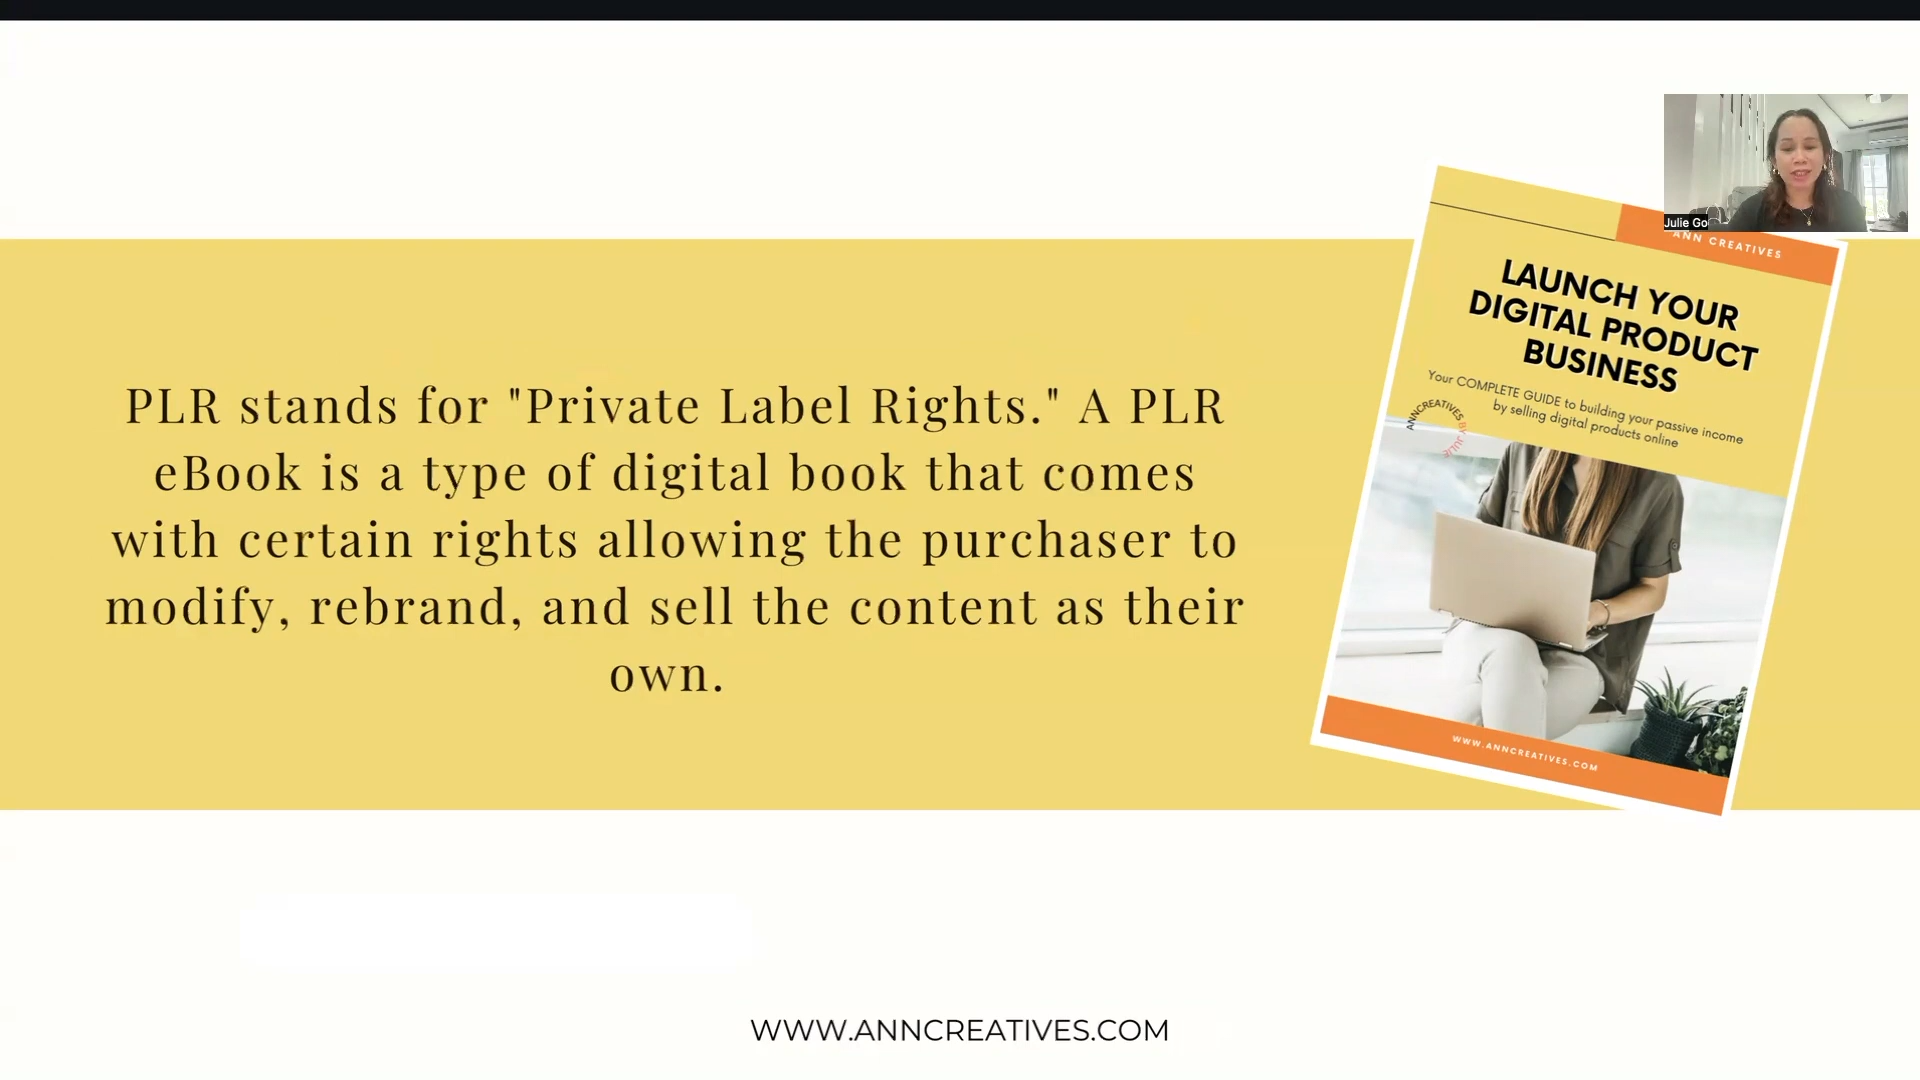 PLR stands for "Private Label Rights." A PLR
eBook is a type of digital book that comes
with certain rights allowing the purchaser to
modify, rebrand, and sell the content as their
own.
Julie Go
ANN CREATIVES
LAUNCH YOUR
DIGITAL PRODUCT
BUSINESS
Your COMPLETE GUIDE to building your passive income
by selling digital products online
ANNCREATIVES BY JULIE
WWW.ANNCREATIVES.COM
WWW.ANNCREATIVES.COM